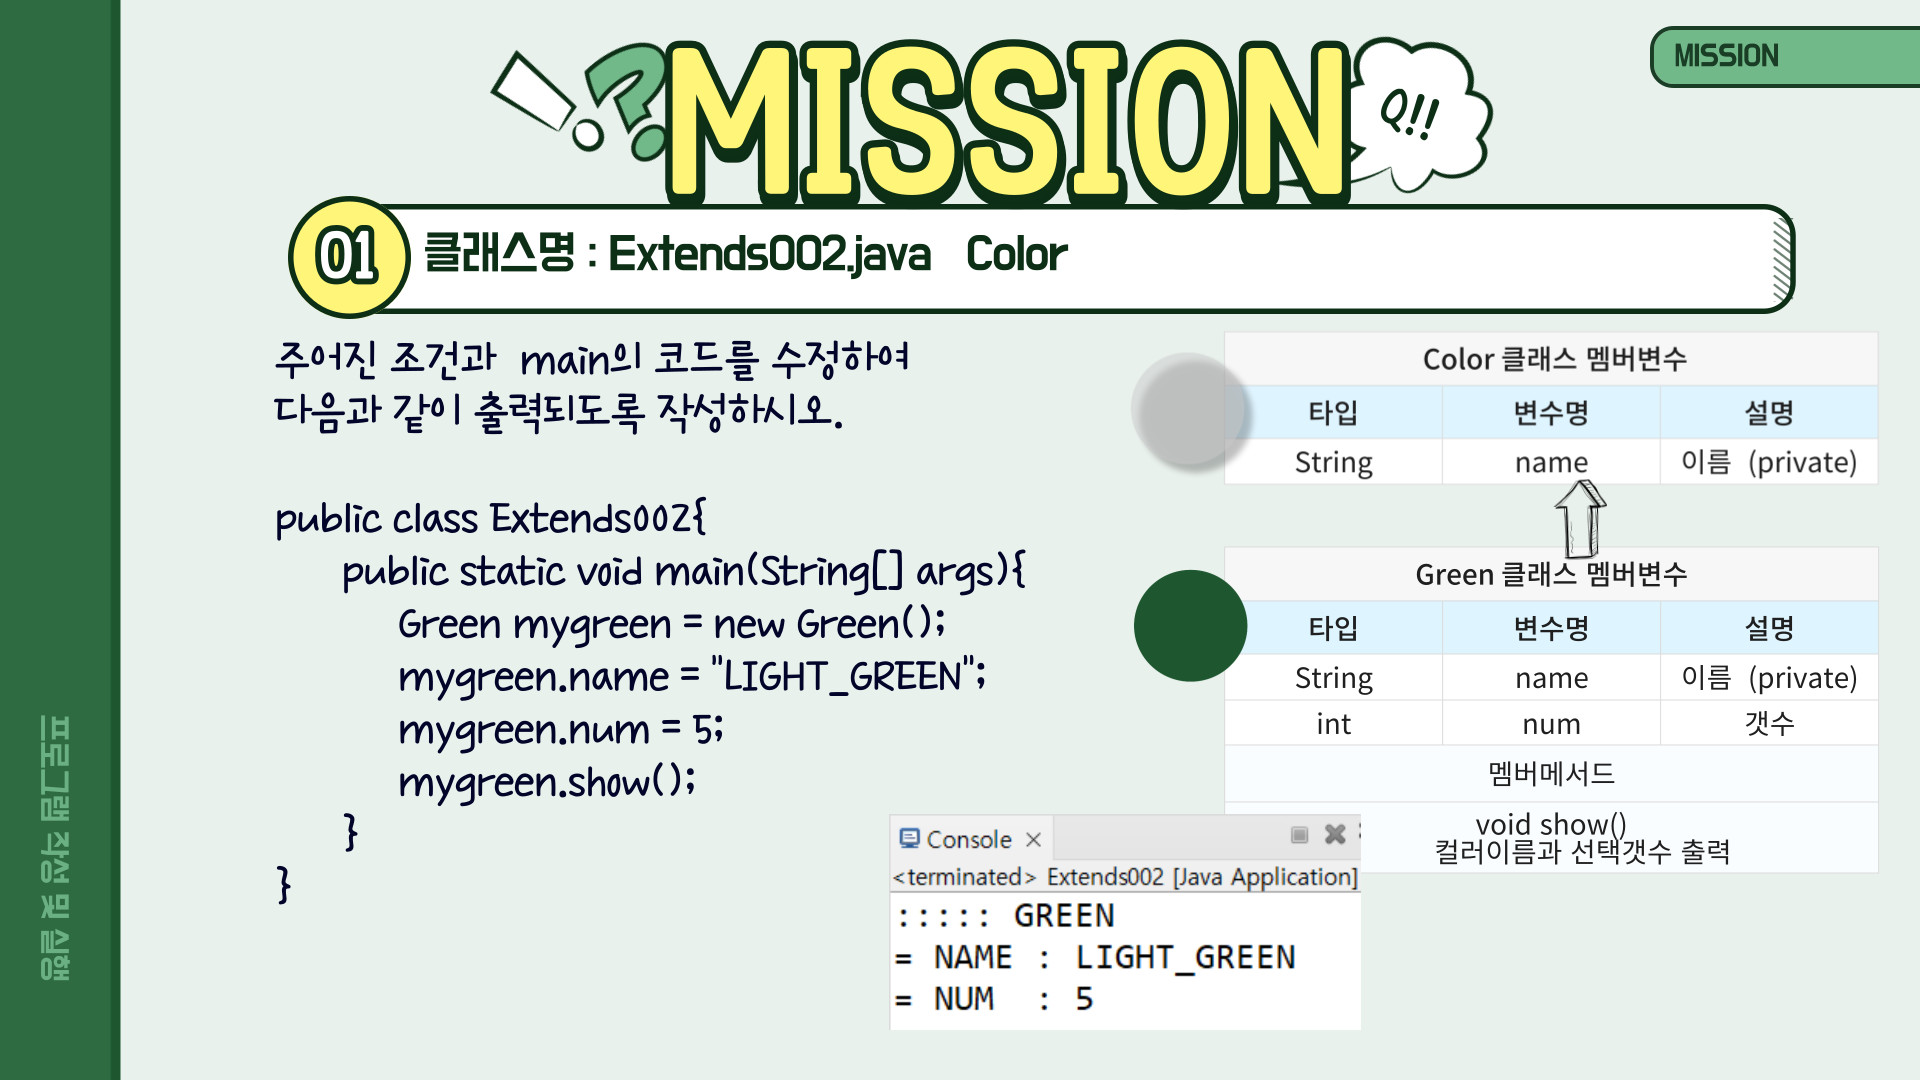 MISSION
MISSION
Q!!
01
클래스명 : Extends002.java Color
주어진 조건과 main의 코드를 수정하여
다음과 같이 출력되도록 작성하시오.
public class Extends002{
public static void main(String[] args){
Green mygreen = new Green();
mygreen.name = "LIGHT_GREEN";
mygreen.num = 5;
mygreen.show();
}
}
Color 클래스 멤버변수
타입 변수명 설명
String name 이름 (private)
Green 클래스 멤버변수
타입 변수명 설명
String name 이름 (private)
int num 갯수
멤버메서드
void show()
컬러이름과 선택갯수 출력
Console
<terminated> Extends002 [Java Application]
::::: GREEN
= NAME : LIGHT_GREEN
= NUM : 5
프로그램 작성 및 실행